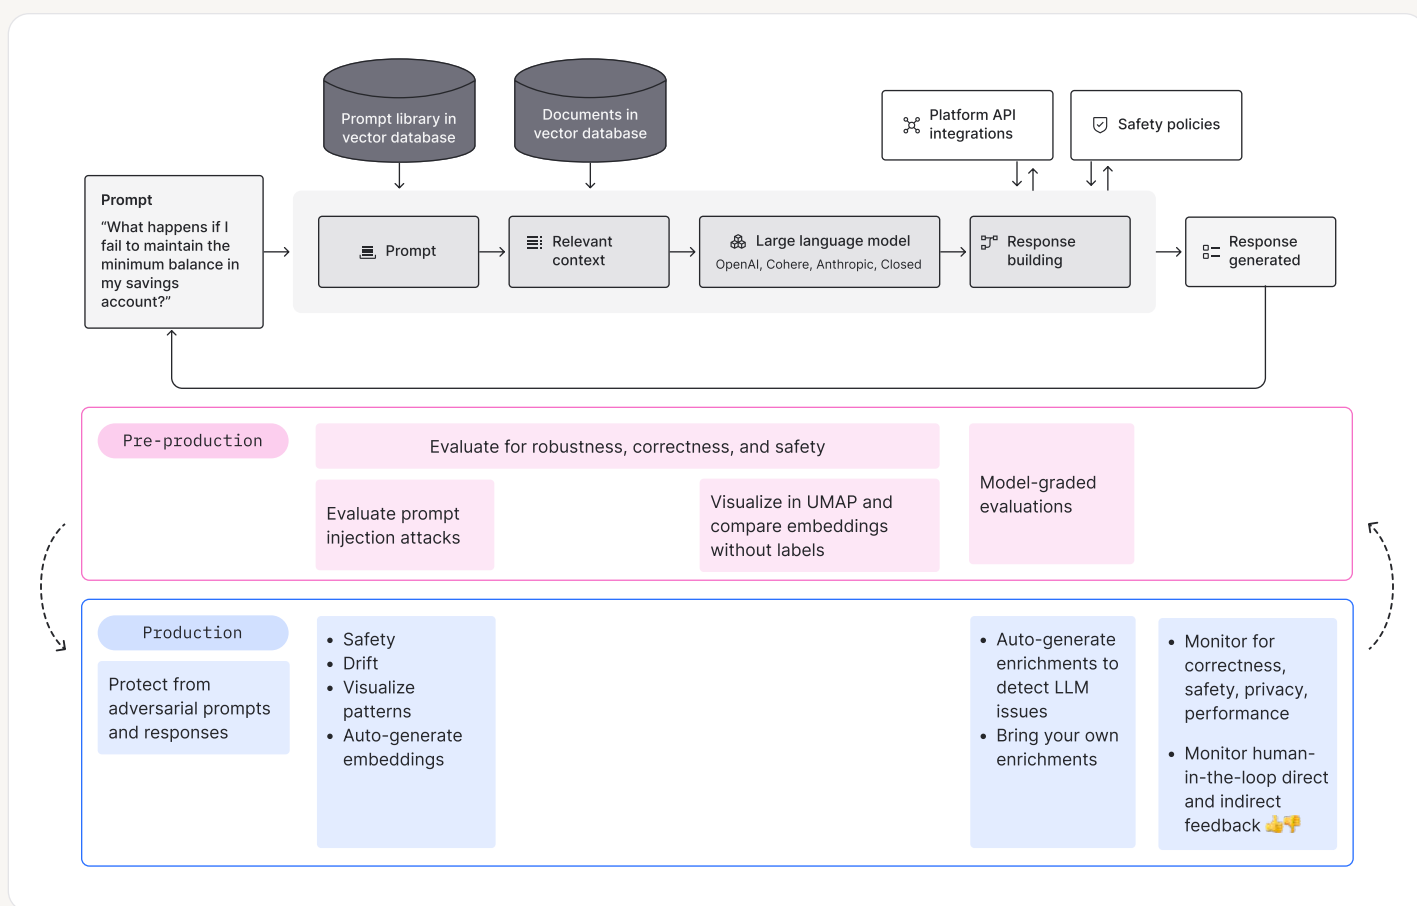 Prompt library in
vector database
Documents in
vector database
Platform API
integrations
Safety policies
Prompt
“What happens if I
fail to maintain the
minimum balance in
my savings
account?”
Prompt
Relevant
context
Large language model
OpenAI, Cohere, Anthropic, Closed
Response
building
Response
generated
Pre-production
Evaluate for robustness, correctness, and safety
Evaluate prompt
injection attacks
Visualize in UMAP and
compare embeddings
without labels
Model-graded
evaluations
Production
Protect from
adversarial prompts
and responses
• Safety
• Drift
• Visualize
patterns
• Auto-generate
embeddings
• Auto-generate
enrichments to
detect LLM
issues
• Bring your own
enrichments
• Monitor for
correctness,
safety, privacy,
performance
• Monitor human-
in-the-loop direct
and indirect
feedback 👍👎